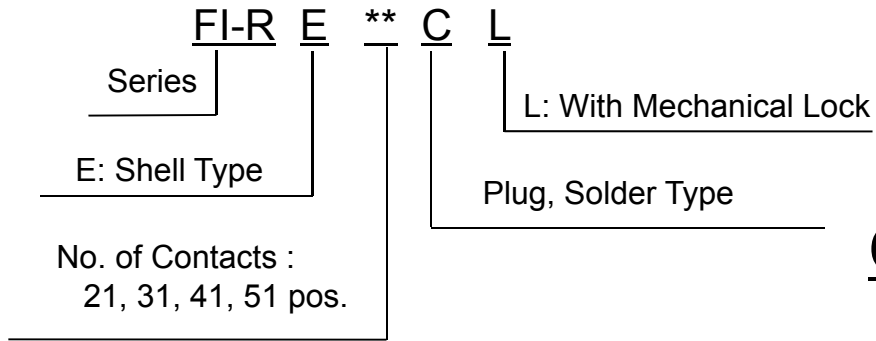 FI-R E ** C L
Series
L: With Mechanical Lock
E: Shell Type
Plug, Solder Type
No. of Contacts :
21, 31, 41, 51 pos.